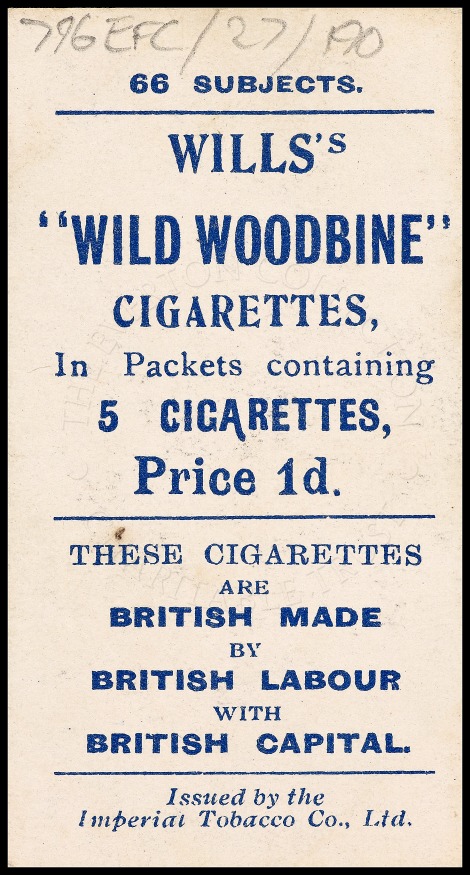 796EFC/27/190
66 SUBJECTS.
WILLS'S
"WILD WOODBINE"
CIGARETTES,
In Packets containing
5 CIGARETTES,
Price 1d.
THESE CIGARETTES
ARE
BRITISH MADE
BY
BRITISH LABOUR
WITH
BRITISH CAPITAL.
Issued by the
Imperial Tobacco Co., Ltd.